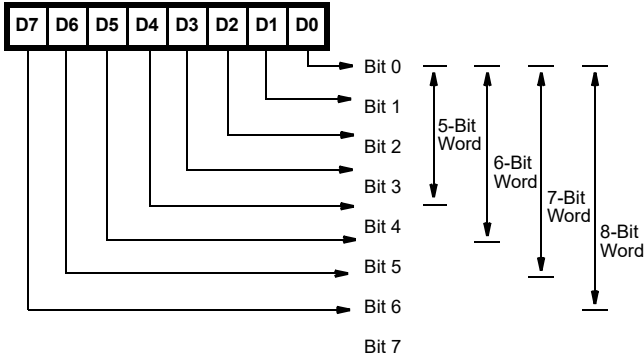 D7 D6 D5 D4 D3 D2 D1 D0
Bit 0
Bit 1
Bit 2
Bit 3
Bit 4
Bit 5
Bit 6
Bit 7
5-Bit
Word
6-Bit
Word
7-Bit
Word
8-Bit
Word